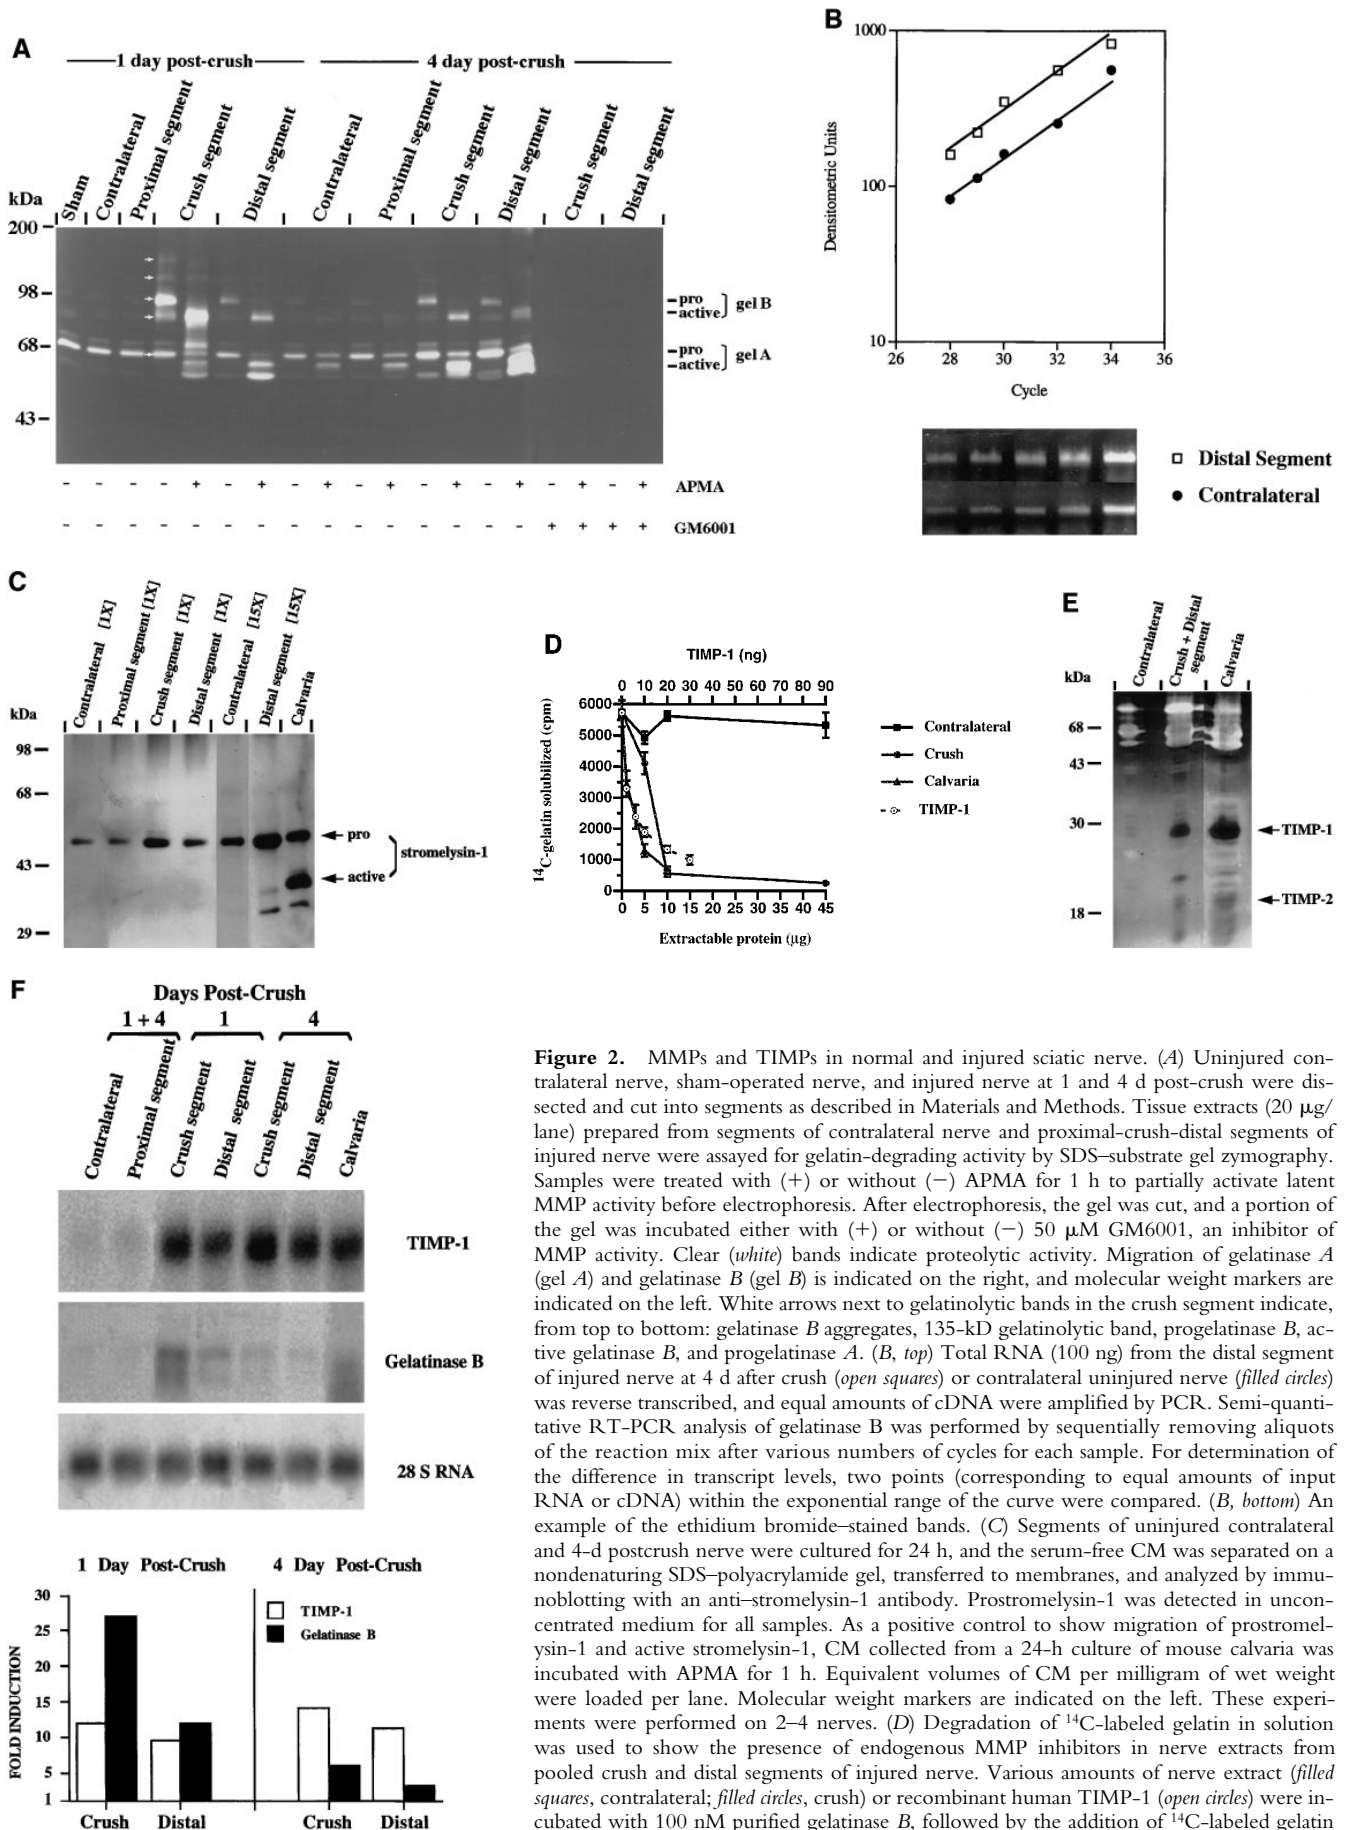 A
1 day post-crush
4 day post-crush
Sham
Contralateral
Proximal segment
Crush segment
Distal segment
Contralateral
Proximal segment
Crush segment
Distal segment
Crush segment
Distal segment
kDa
200
98
68
43
pro
active
gel B
pro
active
gel A
- - - - + - + - + - + - + - + - + - + APMA
- - - - - - - - - - - - - - - + + + + GM6001
B
1000
100
10
Densitometric Units
26 28 30 32 34 36
Cycle
Distal Segment
Contralateral
C
Contralateral [1X]
Proximal segment [1X]
Crush segment [1X]
Distal segment [1X]
Contralateral [15X]
Distal segment [15X]
Calvaria
kDa
98
68
43
29
pro
active
stromelysin-1
D
TIMP-1 (ng)
0 10 20 30 40 50 60 70 80 90
6000
5000
4000
3000
2000
1000
0
14C-gelatin solubilized (cpm)
0 5 10 15 20 25 30 35 40 45
Extractable protein (μg)
Contralateral
Crush
Calvaria
TIMP-1
E
Contralateral
Crush + Distal segment
Calvaria
kDa
68
43
30
18
TIMP-1
TIMP-2
F
Days Post-Crush
1 + 4 1 4
Contralateral
Proximal segment
Crush segment
Distal segment
Crush segment
Distal segment
Calvaria
TIMP-1
Gelatinase B
28 S RNA
1 Day Post-Crush
4 Day Post-Crush
TIMP-1
Gelatinase B
FOLD INDUCTION
30
25
20
15
10
5
1
Crush Distal Crush Distal
Figure 2. MMPs and TIMPs in normal and injured sciatic nerve. (A) Uninjured con-
tralateral nerve, sham-operated nerve, and injured nerve at 1 and 4 d post-crush were dis-
sected and cut into segments as described in Materials and Methods. Tissue extracts (20 μg/
lane) prepared from segments of contralateral nerve and proximal-crush-distal segments of
injured nerve were assayed for gelatin-degrading activity by SDS–substrate gel zymography.
Samples were treated with (+) or without (−) APMA for 1 h to partially activate latent
MMP activity before electrophoresis. After electrophoresis, the gel was cut, and a portion of
the gel was incubated either with (+) or without (−) 50 μM GM6001, an inhibitor of
MMP activity. Clear (white) bands indicate proteolytic activity. Migration of gelatinase A
(gel A) and gelatinase B (gel B) is indicated on the right, and molecular weight markers are
indicated on the left. White arrows next to gelatinolytic bands in the crush segment indicate,
from top to bottom: gelatinase B aggregates, 135-kD gelatinolytic band, progelatinase B, ac-
tive gelatinase B, and progelatinase A. (B, top) Total RNA (100 ng) from the distal segment
of injured nerve at 4 d after crush (open squares) or contralateral uninjured nerve (filled circles)
was reverse transcribed, and equal amounts of cDNA were amplified by PCR. Semi-quanti-
tative RT-PCR analysis of gelatinase B was performed by sequentially removing aliquots
of the reaction mix after various numbers of cycles for each sample. For determination of
the difference in transcript levels, two points (corresponding to equal amounts of input
RNA or cDNA) within the exponential range of the curve were compared. (B, bottom) An
example of the ethidium bromide–stained bands. (C) Segments of uninjured contralateral
and 4-d postcrush nerve were cultured for 24 h, and the serum-free CM was separated on a
nondenaturing SDS–polyacrylamide gel, transferred to membranes, and analyzed by immu-
noblotting with an anti–stromelysin-1 antibody. Prostromelysin-1 was detected in uncon-
centrated medium for all samples. As a positive control to show migration of prostromel-
ysin-1 and active stromelysin-1, CM collected from a 24-h culture of mouse calvaria was
incubated with APMA for 1 h. Equivalent volumes of CM per milligram of wet weight
were loaded per lane. Molecular weight markers are indicated on the left. These experi-
ments were performed on 2–4 nerves. (D) Degradation of 14C-labeled gelatin in solution
was used to show the presence of endogenous MMP inhibitors in nerve extracts from
pooled crush and distal segments of injured nerve. Various amounts of nerve extract (filled
squares, contralateral; filled circles, crush) or recombinant human TIMP-1 (open circles) were in-
cubated with 100 nM purified gelatinase B, followed by the addition of 14C-labeled gelatin